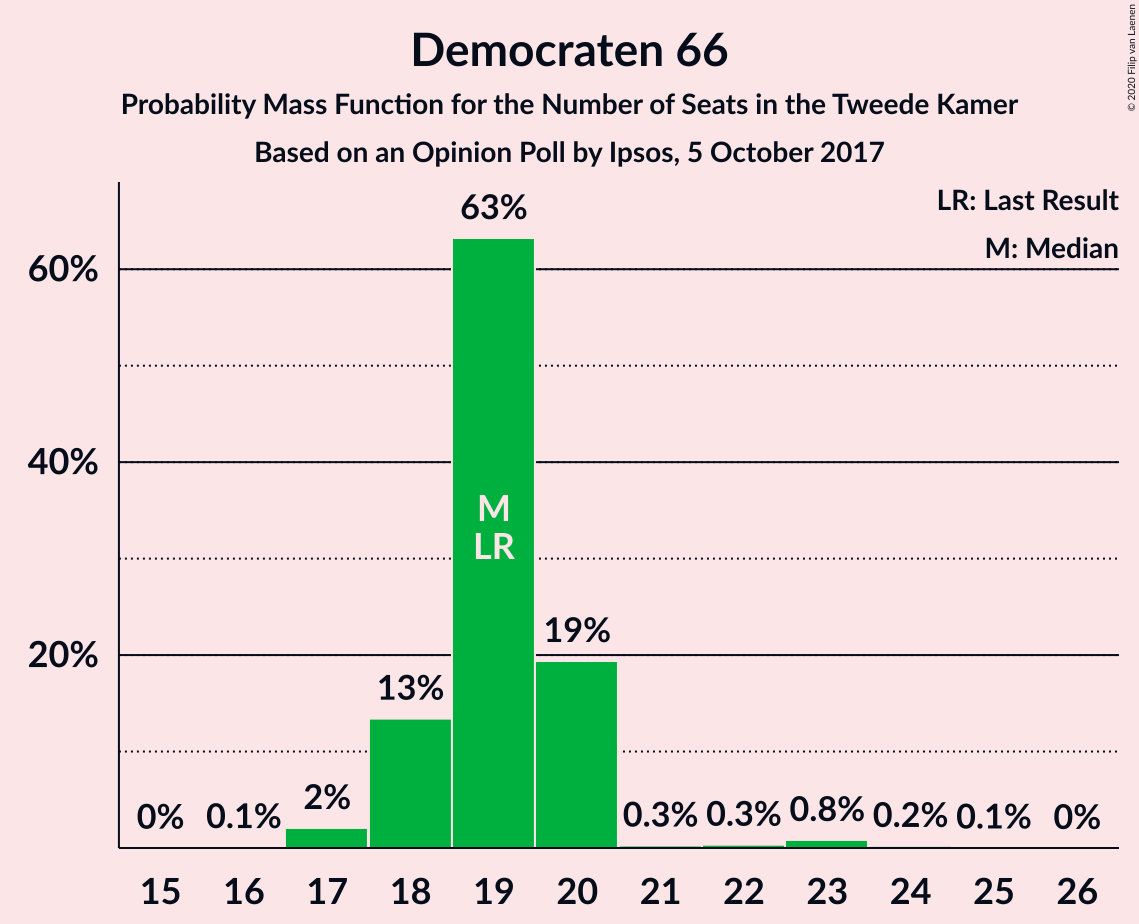 Democraten 66
Probability Mass Function for the Number of Seats in the Tweede Kamer
Based on an Opinion Poll by Ipsos, 5 October 2017
© 2020 Filip van Laenen
LR: Last Result
M: Median
60%
40%
20%
0%
0.1%
2%
13%
63%
M
LR
19%
0.3%
0.3%
0.8%
0.2%
0.1%
0%
15 16 17 18 19 20 21 22 23 24 25 26